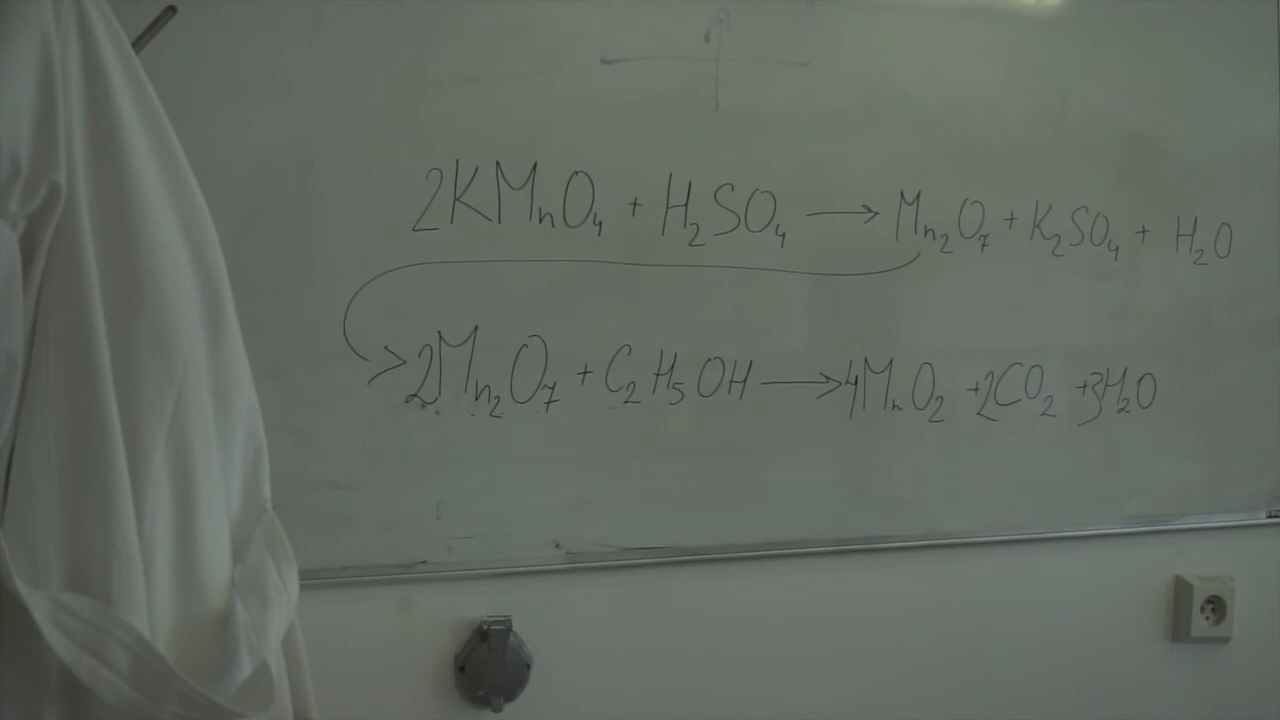 2KMnO₄ + H₂SO₄ → Mn₂O₇ + K₂SO₄ + H₂O
2Mn₂O₇ + C₂H₅OH → 4MnO₂ + 2CO₂ + 3H₂O